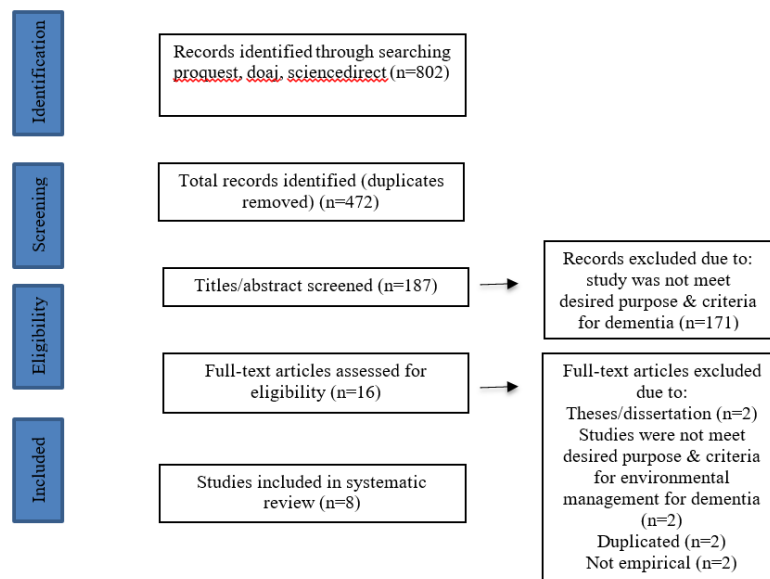 Identification
Records identified through searching
proquest, doaj, sciencedirect (n=802)
Screening
Total records identified (duplicates
removed) (n=472)
Titles/abstract screened (n=187)
Records excluded due to:
study was not meet
desired purpose & criteria
for dementia (n=171)
Eligibility
Full-text articles assessed for
eligibility (n=16)
Full-text articles excluded
due to:
Theses/dissertation (n=2)
Studies were not meet
desired purpose & criteria
for environmental
management for dementia
(n=2)
Duplicated (n=2)
Not empirical (n=2)
Included
Studies included in systematic
review (n=8)